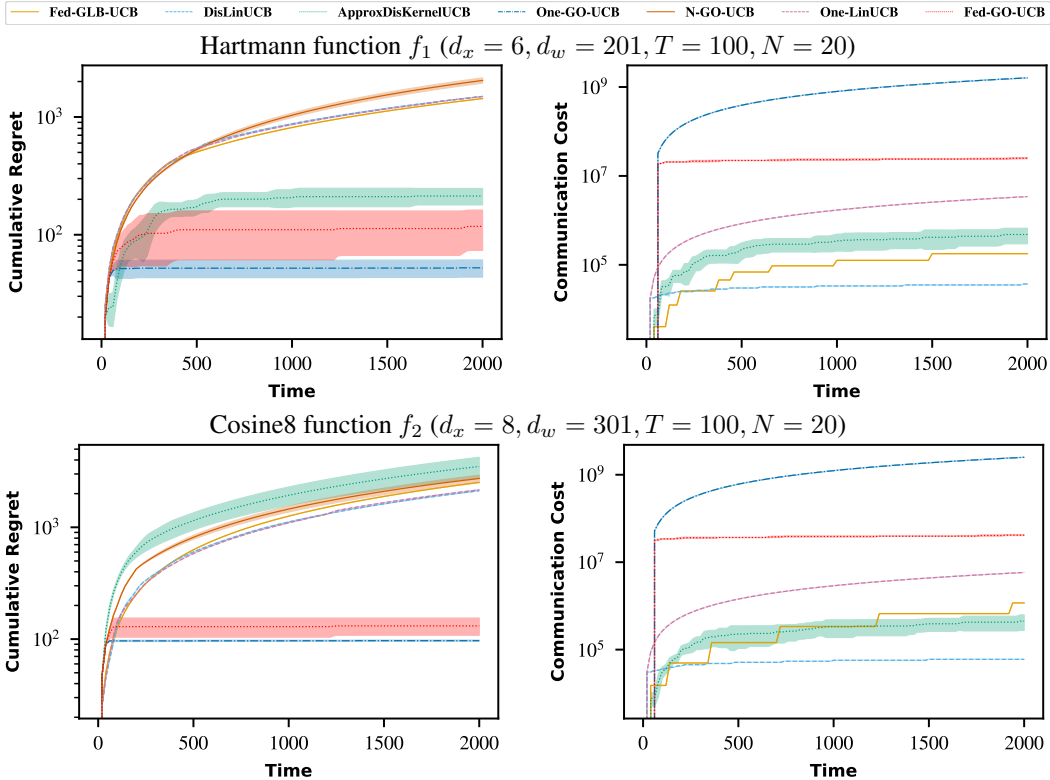 Fed-GLB-UCB DisLinUCB ApproxDisKernelUCB One-GO-UCB N-GO-UCB One-LinUCB Fed-GO-UCB
Hartmann function f₁ (dₓ = 6, d_w = 201, T = 100, N = 20)
Cumulative Regret
10³
10²
0 500 1000 1500 2000
Time
Communication Cost
10⁹
10⁷
10⁵
0 500 1000 1500 2000
Time
Cosine8 function f₂ (dₓ = 8, d_w = 301, T = 100, N = 20)
Cumulative Regret
10³
10²
0 500 1000 1500 2000
Time
Communication Cost
10⁹
10⁷
10⁵
0 500 1000 1500 2000
Time